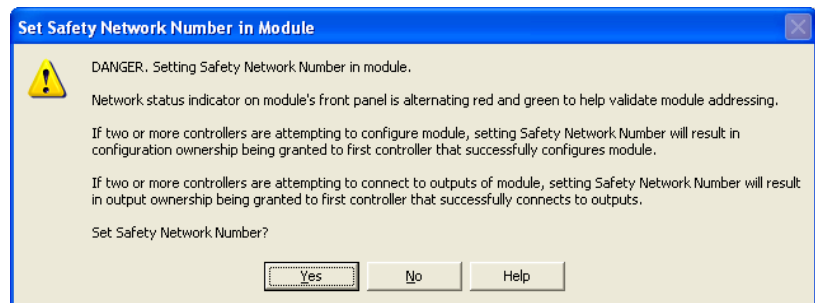 Set Safety Network Number in Module
DANGER. Setting Safety Network Number in module.
Network status indicator on module's front panel is alternating red and green to help validate module addressing.
If two or more controllers are attempting to configure module, setting Safety Network Number will result in
configuration ownership being granted to first controller that successfully configures module.
If two or more controllers are attempting to connect to outputs of module, setting Safety Network Number will result
in output ownership being granted to first controller that successfully connects to outputs.
Set Safety Network Number?
Yes No Help